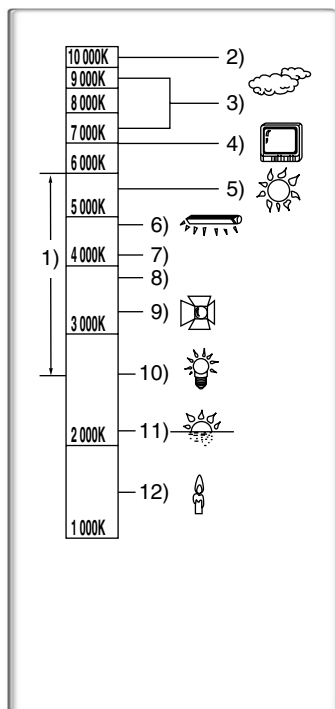 10 000K
2)
9 000K
3)
8 000K
7 000K
4)
6 000K
5)
5 000K
6)
1)
4 000K
7)
8)
9)
3 000K
10)
11)
2 000K
12)
1 000K